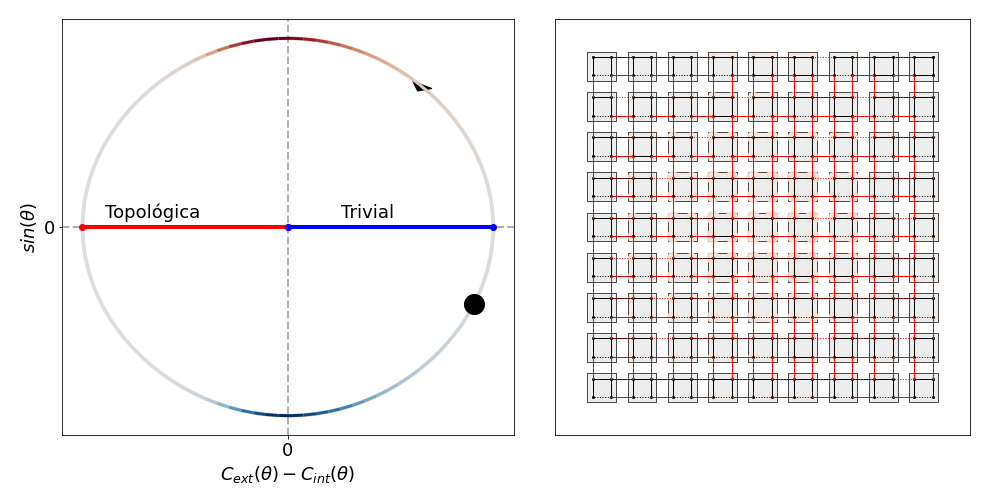 sin(θ)
0
Topológica
Trivial
0
C_ext(θ) − C_int(θ)